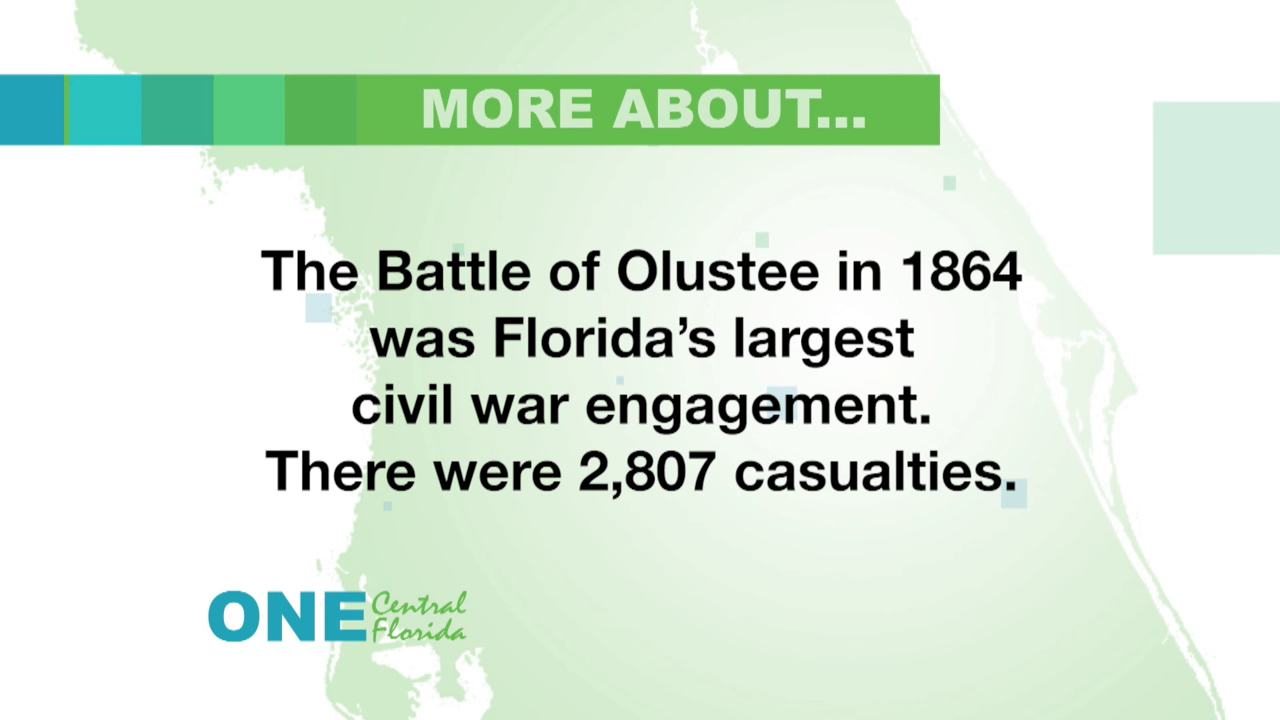 MORE ABOUT...
The Battle of Olustee in 1864
was Florida’s largest
civil war engagement.
There were 2,807 casualties.
ONE Central
Florida